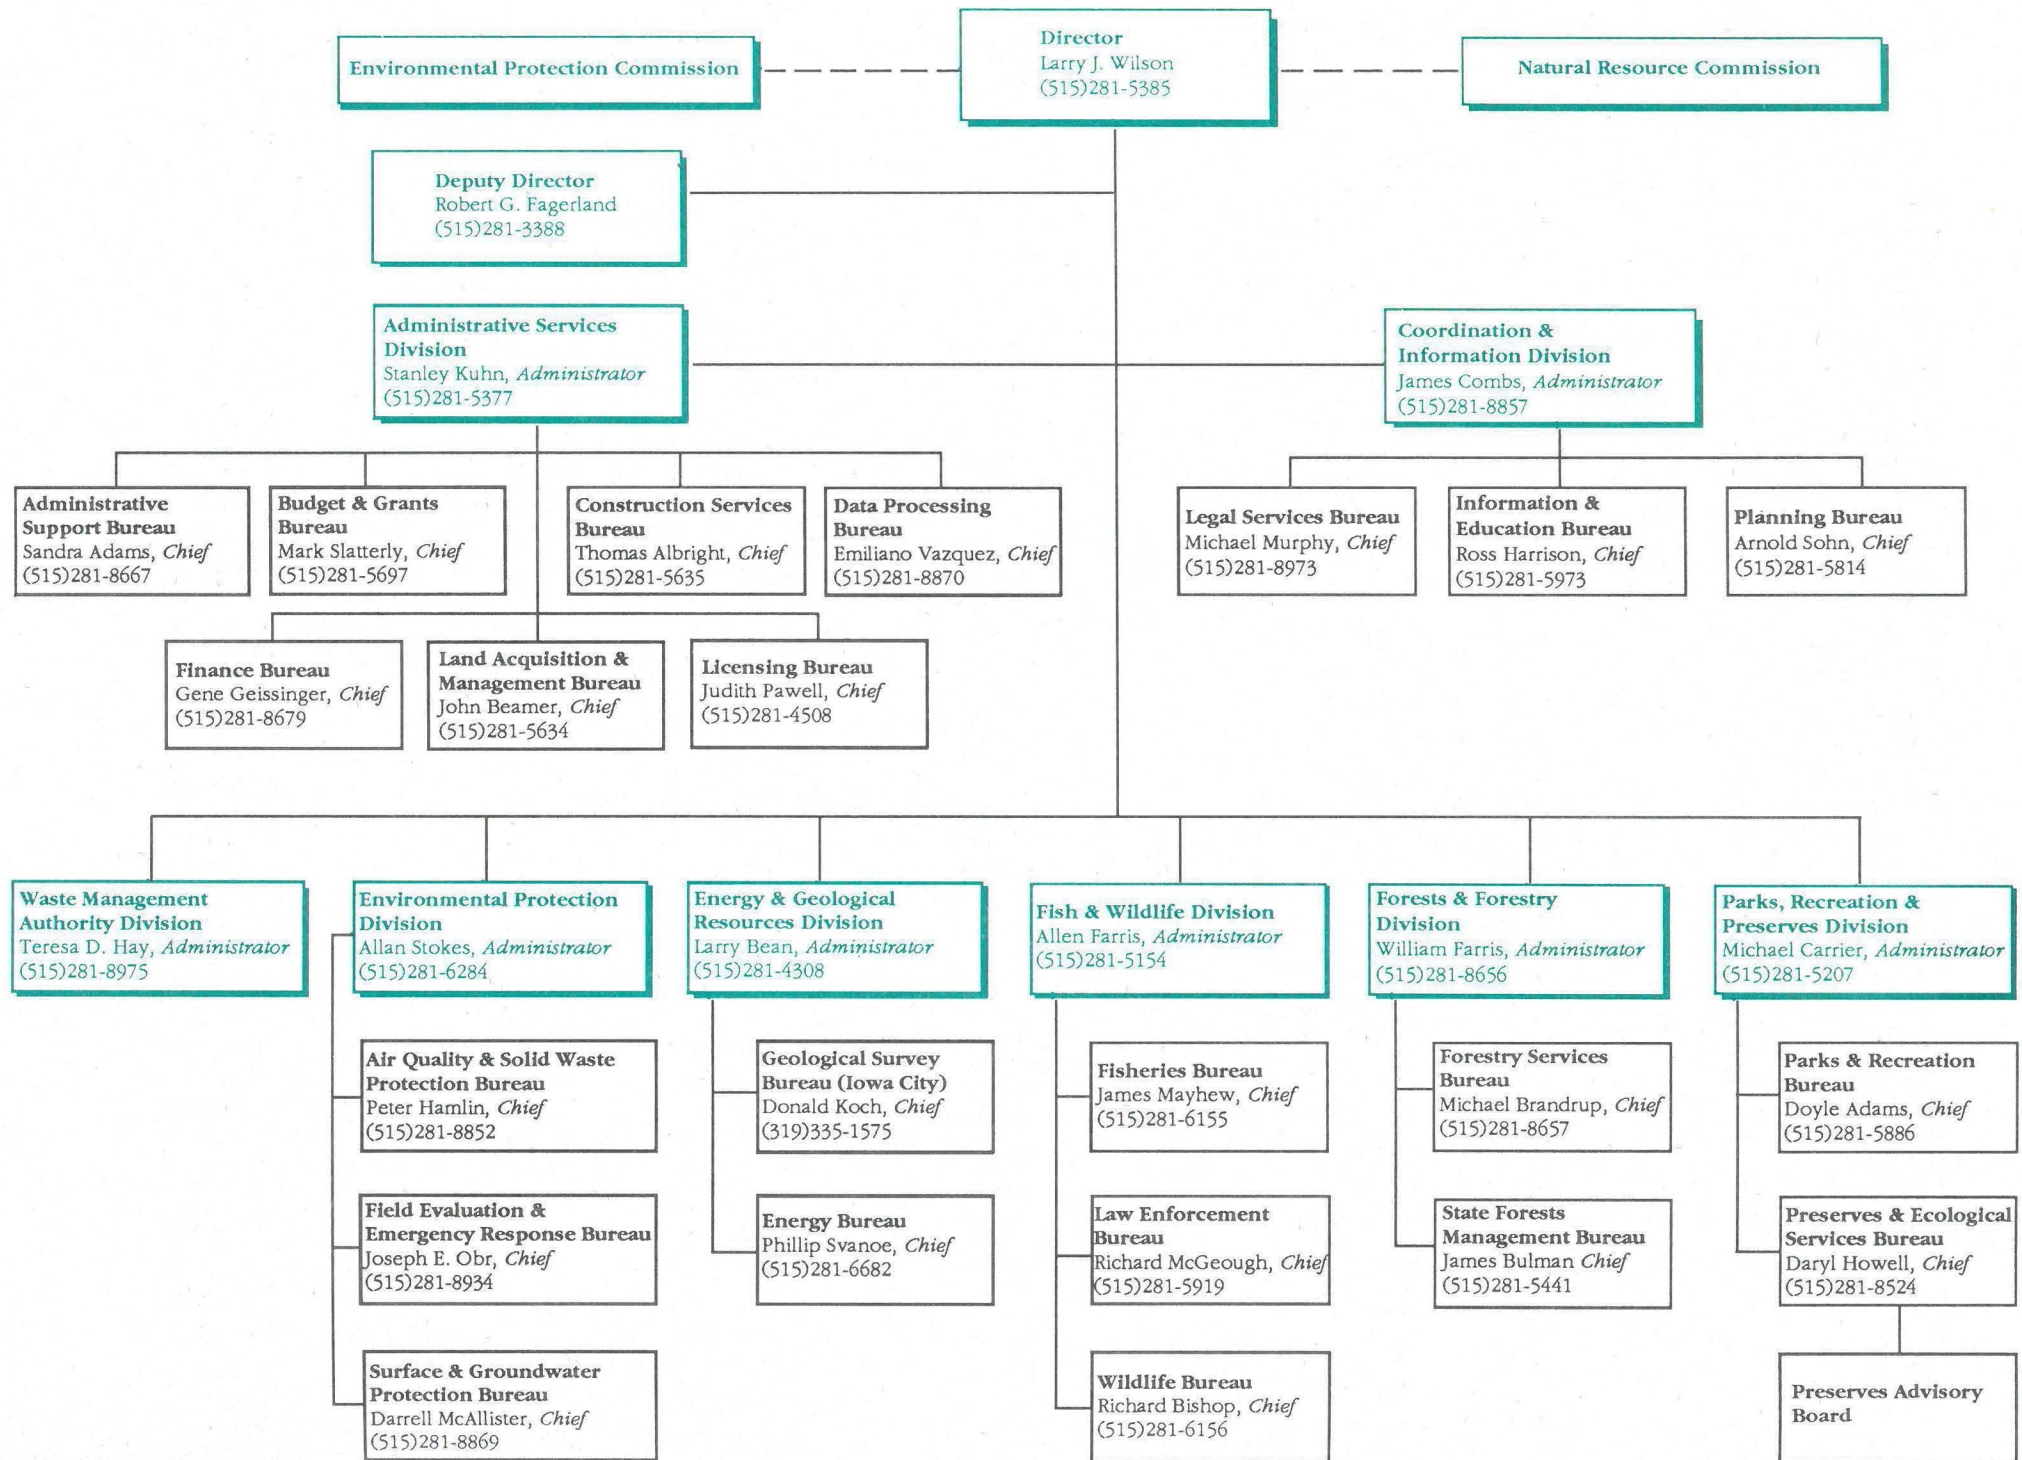 Environmental Protection Commission
Director
Larry J. Wilson
(515)281-5385
Natural Resource Commission
Deputy Director
Robert G. Fagerland
(515)281-3388
Administrative Services
Division
Stanley Kuhn, Administrator
(515)281-5377
Coordination &
Information Division
James Combs, Administrator
(515)281-8857
Administrative
Support Bureau
Sandra Adams, Chief
(515)281-8667
Budget & Grants
Bureau
Mark Slatterly, Chief
(515)281-5697
Construction Services
Bureau
Thomas Albright, Chief
(515)281-5635
Data Processing
Bureau
Emiliano Vazquez, Chief
(515)281-8870
Legal Services Bureau
Michael Murphy, Chief
(515)281-8973
Information &
Education Bureau
Ross Harrison, Chief
(515)281-5973
Planning Bureau
Arnold Sohn, Chief
(515)281-5814
Finance Bureau
Gene Geissinger, Chief
(515)281-8679
Land Acquisition &
Management Bureau
John Beamer, Chief
(515)281-5634
Licensing Bureau
Judith Pawell, Chief
(515)281-4508
Waste Management
Authority Division
Teresa D. Hay, Administrator
(515)281-8975
Environmental Protection
Division
Allan Stokes, Administrator
(515)281-6284
Energy & Geological
Resources Division
Larry Bean, Administrator
(515)281-4308
Fish & Wildlife Division
Allen Farris, Administrator
(515)281-5154
Forests & Forestry
Division
William Farris, Administrator
(515)281-8656
Parks, Recreation &
Preserves Division
Michael Carrier, Administrator
(515)281-5207
Air Quality & Solid Waste
Protection Bureau
Peter Hamlin, Chief
(515)281-8852
Geological Survey
Bureau (Iowa City)
Donald Koch, Chief
(319)335-1575
Fisheries Bureau
James Mayhew, Chief
(515)281-6155
Forestry Services
Bureau
Michael Brandrup, Chief
(515)281-8657
Parks & Recreation
Bureau
Doyle Adams, Chief
(515)281-5886
Field Evaluation &
Emergency Response Bureau
Joseph E. Obr, Chief
(515)281-8934
Energy Bureau
Phillip Svanoe, Chief
(515)281-6682
Law Enforcement
Bureau
Richard McGeough, Chief
(515)281-5919
State Forests
Management Bureau
James Bulman Chief
(515)281-5441
Preserves & Ecological
Services Bureau
Daryl Howell, Chief
(515)281-8524
Surface & Groundwater
Protection Bureau
Darrell McAllister, Chief
(515)281-8869
Wildlife Bureau
Richard Bishop, Chief
(515)281-6156
Preserves Advisory
Board